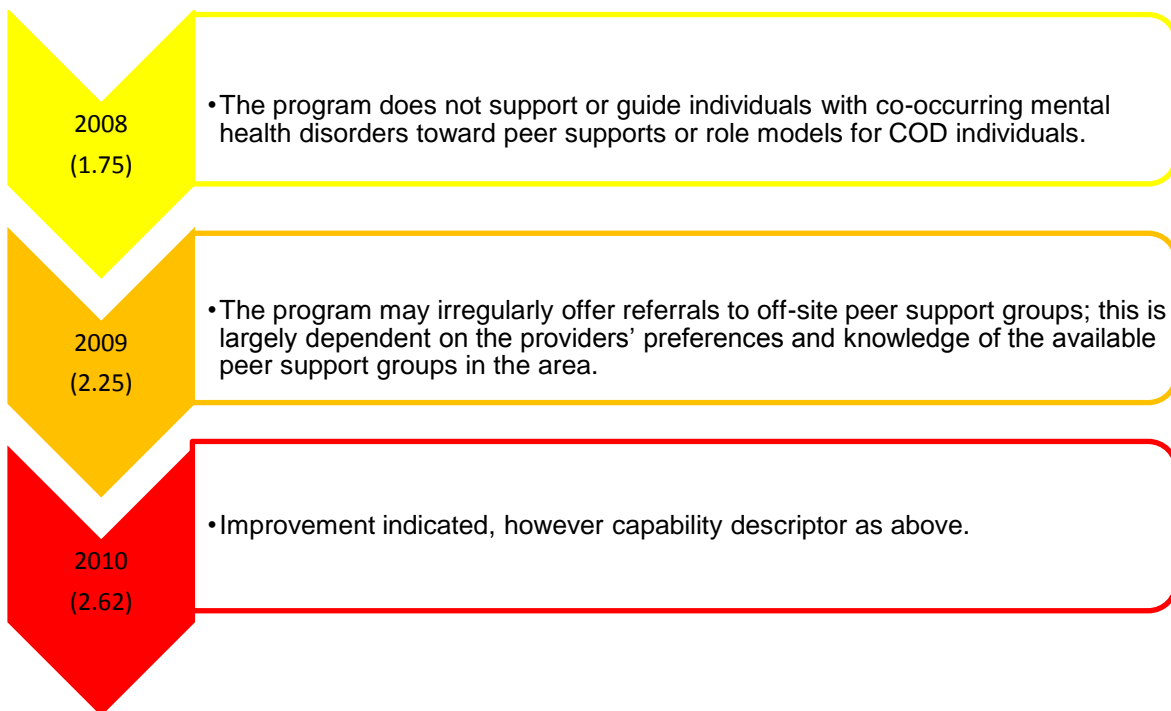 2008
(1.75)
•The program does not support or guide individuals with co-occurring mental
health disorders toward peer supports or role models for COD individuals.
2009
(2.25)
•The program may irregularly offer referrals to off-site peer support groups; this is
largely dependent on the providers’ preferences and knowledge of the available
peer support groups in the area.
2010
(2.62)
•Improvement indicated, however capability descriptor as above.